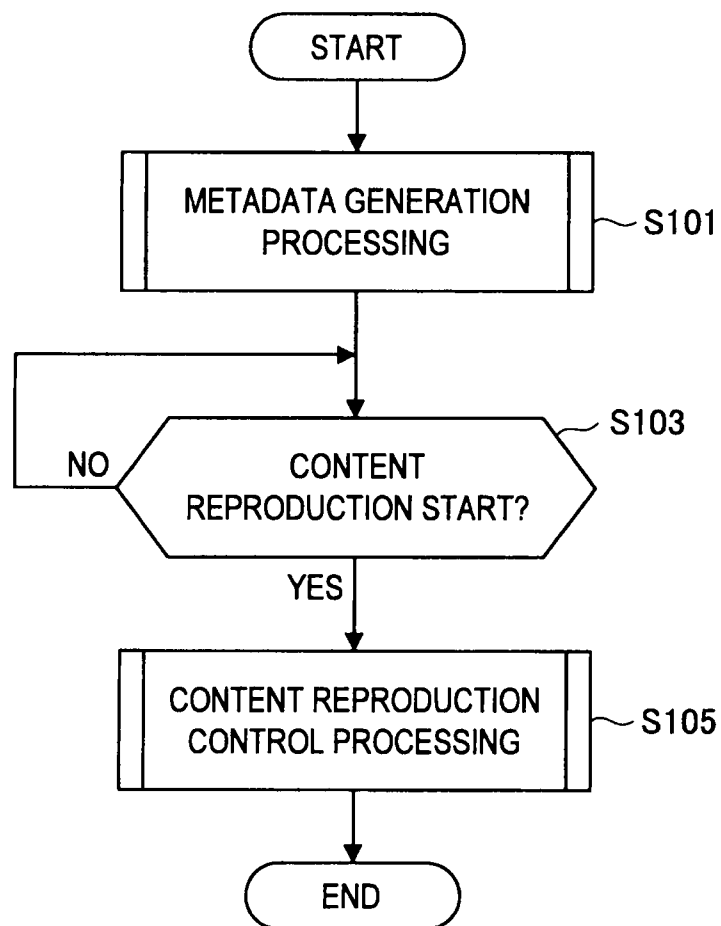 START
METADATA GENERATION
PROCESSING
S101
S103
NO
CONTENT
REPRODUCTION START?
YES
CONTENT REPRODUCTION
CONTROL PROCESSING
S105
END